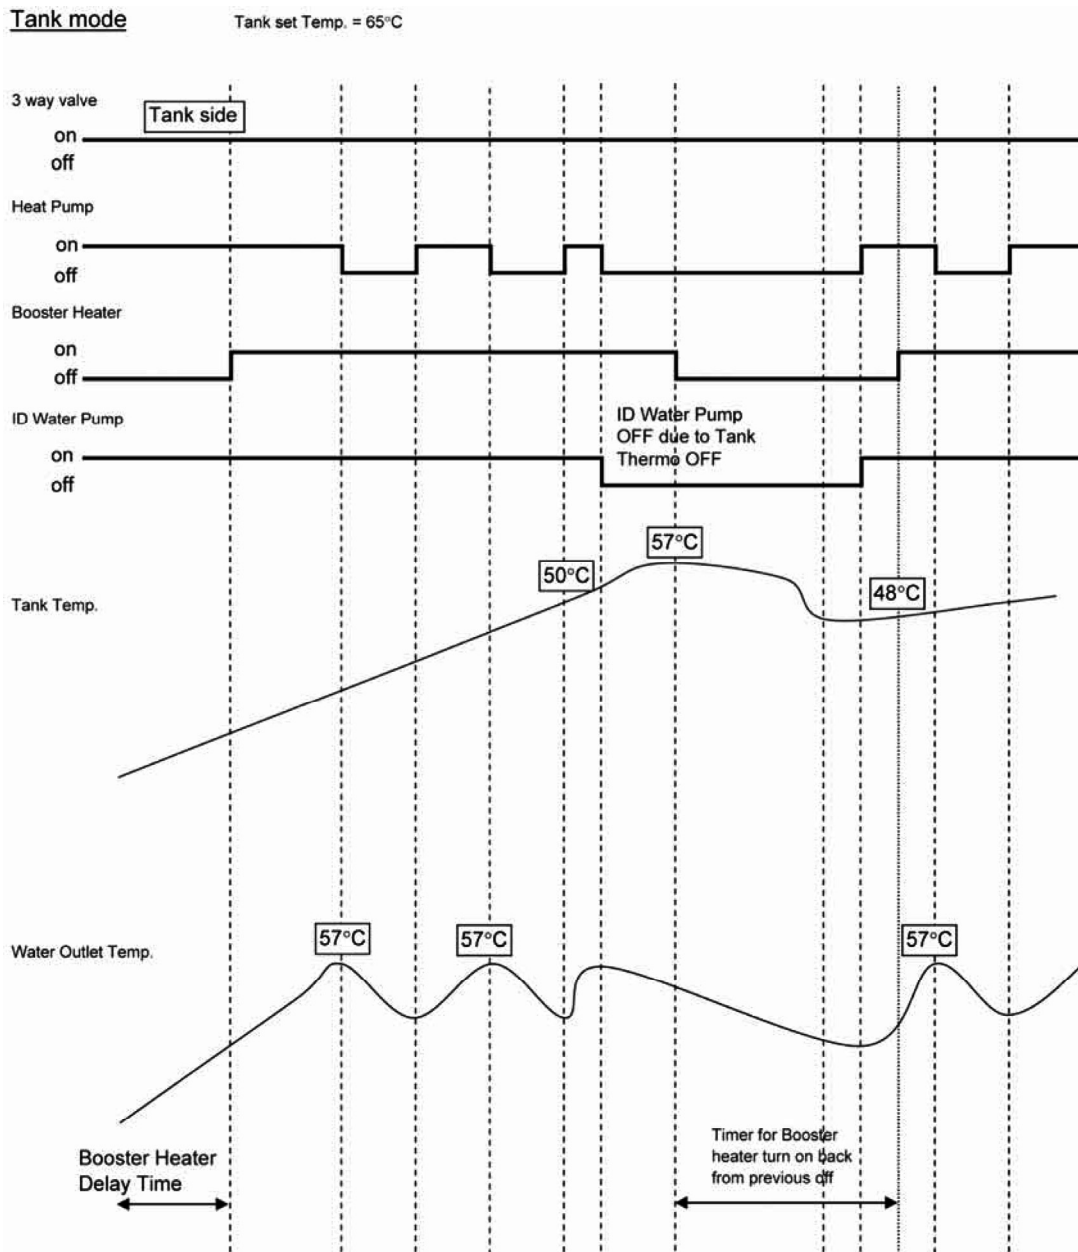 Tank mode
Tank set Temp. = 65°C
3 way valve
Tank side
on
off
Heat Pump
on
off
Booster Heater
on
off
ID Water Pump
on
off
ID Water Pump
OFF due to Tank
Thermo OFF
57°C
50°C
48°C
Tank Temp.
57°C
57°C
57°C
Water Outlet Temp.
Booster Heater
Delay Time
Timer for Booster
heater turn on back
from previous off